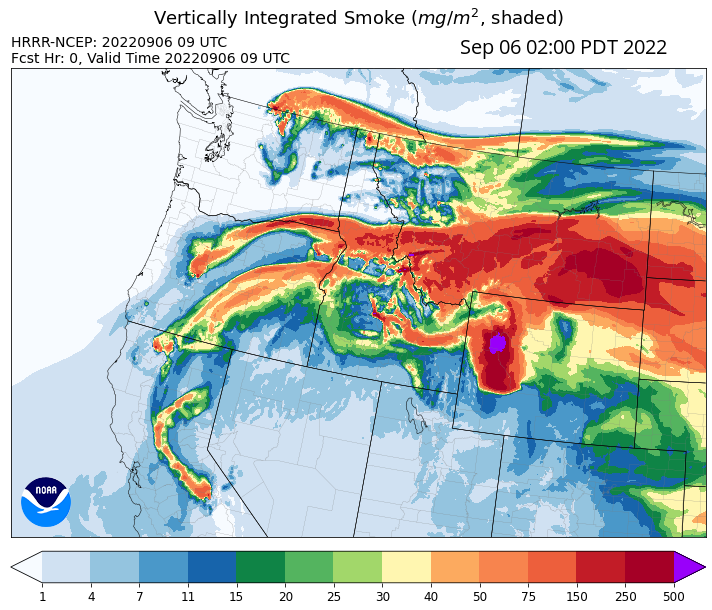 Vertically Integrated Smoke (mg/m², shaded)
HRRR-NCEP: 20220906 09 UTC
Fcst Hr: 0, Valid Time 20220906 09 UTC
Sep 06 02:00 PDT 2022
NOAA
1 4 7 11 15 20 25 30 40 50 75 150 250 500